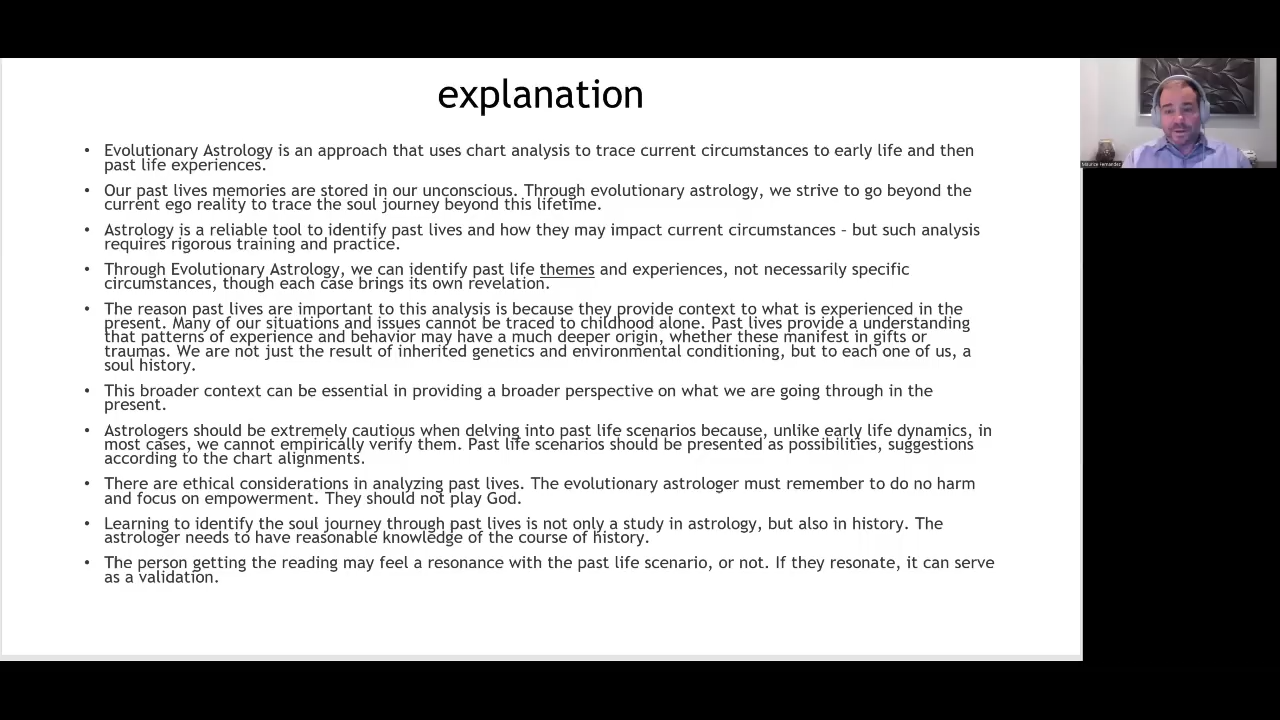 explanation
• Evolutionary Astrology is an approach that uses chart analysis to trace current circumstances to early life and then
past life experiences.
• Our past lives memories are stored in our unconscious. Through evolutionary astrology, we strive to go beyond the
current ego reality to trace the soul journey beyond this lifetime.
• Astrology is a reliable tool to identify past lives and how they may impact current circumstances – but such analysis
requires rigorous training and practice.
• Through Evolutionary Astrology, we can identify past life themes and experiences, not necessarily specific
circumstances, though each case brings its own revelation.
• The reason past lives are important to this analysis is because they provide context to what is experienced in the
present. Many of our situations and issues cannot be traced to childhood alone. Past lives provide a understanding
that patterns of experience and behavior may have a much deeper origin, whether these manifest in gifts or
traumas. We are not just the result of inherited genetics and environmental conditioning, but to each one of us, a
soul history.
• This broader context can be essential in providing a broader perspective on what we are going through in the
present.
• Astrologers should be extremely cautious when delving into past life scenarios because, unlike early life dynamics, in
most cases, we cannot empirically verify them. Past life scenarios should be presented as possibilities, suggestions
according to the chart alignments.
• There are ethical considerations in analyzing past lives. The evolutionary astrologer must remember to do no harm
and focus on empowerment. They should not play God.
• Learning to identify the soul journey through past lives is not only a study in astrology, but also in history. The
astrologer needs to have reasonable knowledge of the course of history.
• The person getting the reading may feel a resonance with the past life scenario, or not. If they resonate, it can serve
as a validation.
Maurice Fernandez